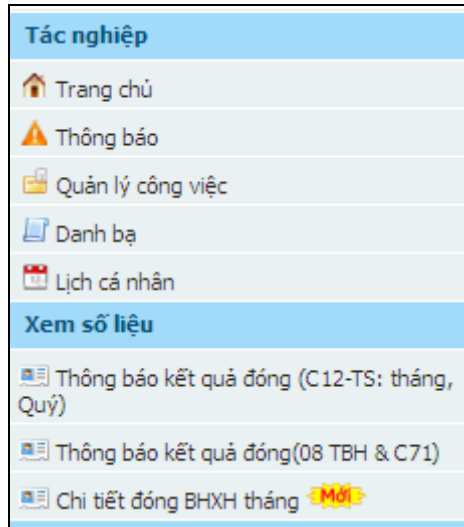 Tác nghiệp
Trang chủ
Thông báo
Quản lý công việc
Danh bạ
Lịch cá nhân
Xem số liệu
Thông báo kết quả đóng (C12-TS: tháng,
Quý)
Thông báo kết quả đóng(08 TBH & C71)
Chi tiết đóng BHXH tháng Mới